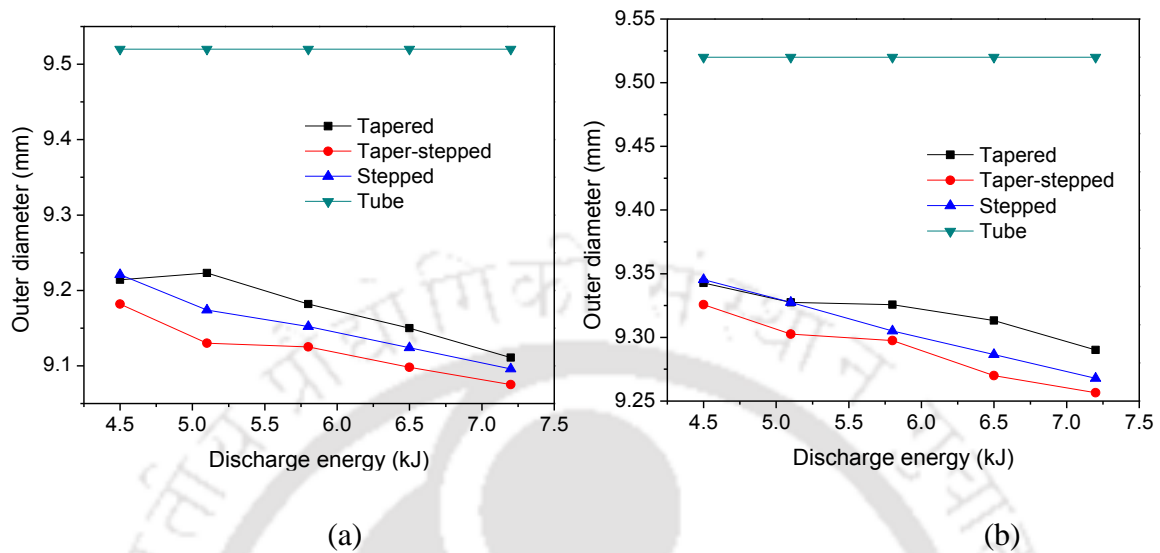 9.5
9.4
9.3
9.2
9.1
Outer diameter (mm)
Tapered
Taper-stepped
Stepped
Tube
4.5 5.0 5.5 6.0 6.5 7.0 7.5
Discharge energy (kJ)
(a)
9.55
9.50
9.45
9.40
9.35
9.30
9.25
Outer diameter (mm)
Tapered
Taper-stepped
Stepped
Tube
4.5 5.0 5.5 6.0 6.5 7.0 7.5
Discharge energy (kJ)
(b)